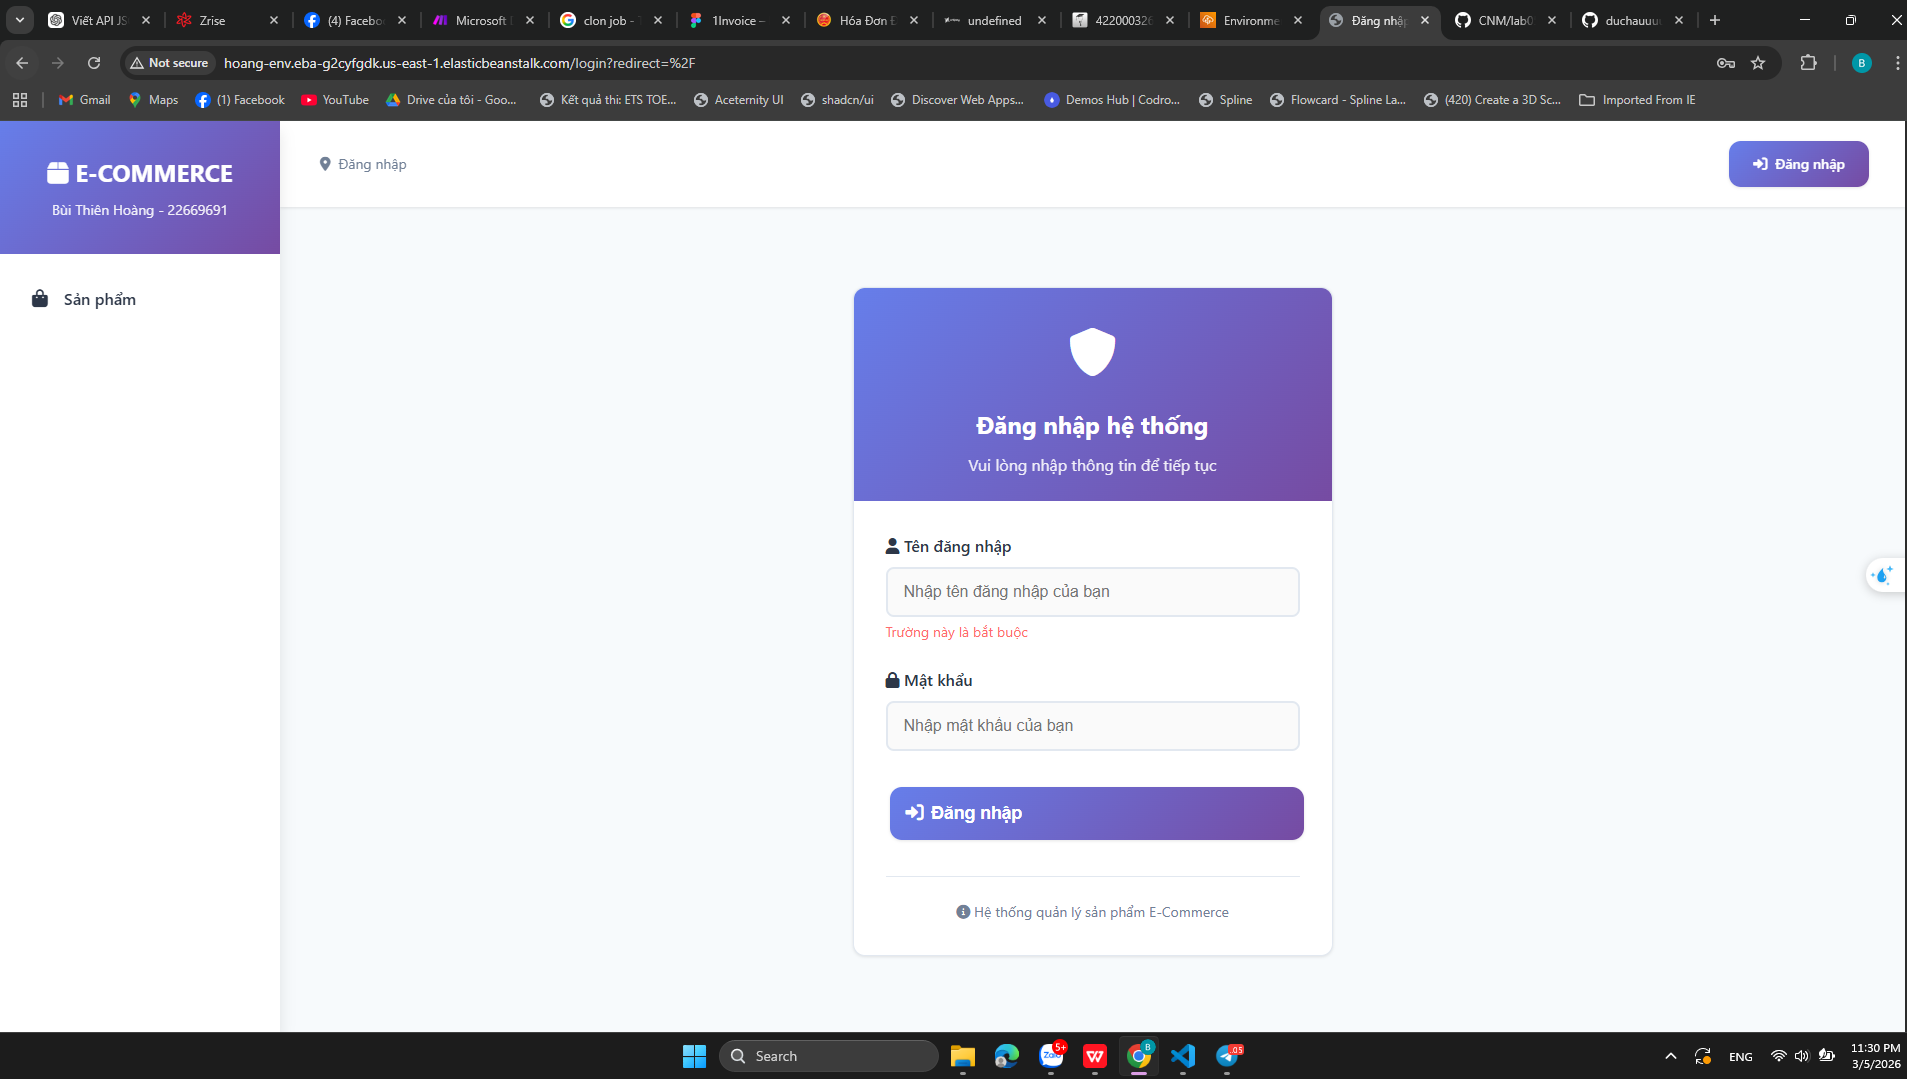 Viết API JS
Zrise
(4) Facebo
Microsoft
clon job -
1Invoice –
Hóa Đơn
undefined
422000326
Environme
Đăng nhập
CNM/lab0
duchauuu
Not secure
hoang-env.eba-g2cyfgdk.us-east-1.elasticbeanstalk.com/login?redirect=%2F
B
Gmail
Maps
(1) Facebook
YouTube
Drive của tôi - Goo...
Kết quả thi: ETS TOE...
Aceternity UI
shadcn/ui
Discover Web Apps...
Demos Hub | Codro...
Spline
Flowcard - Spline La...
(420) Create a 3D Sc...
Imported From IE
E-COMMERCE
Bùi Thiên Hoàng - 22669691
Sản phẩm
Đăng nhập
Đăng nhập
Đăng nhập hệ thống
Vui lòng nhập thông tin để tiếp tục
Tên đăng nhập
Nhập tên đăng nhập của bạn
Trường này là bắt buộc
Mật khẩu
Nhập mật khẩu của bạn
Đăng nhập
Hệ thống quản lý sản phẩm E-Commerce
Search
Zalo
5+
B
ENG
11:30 PM
3/5/2026